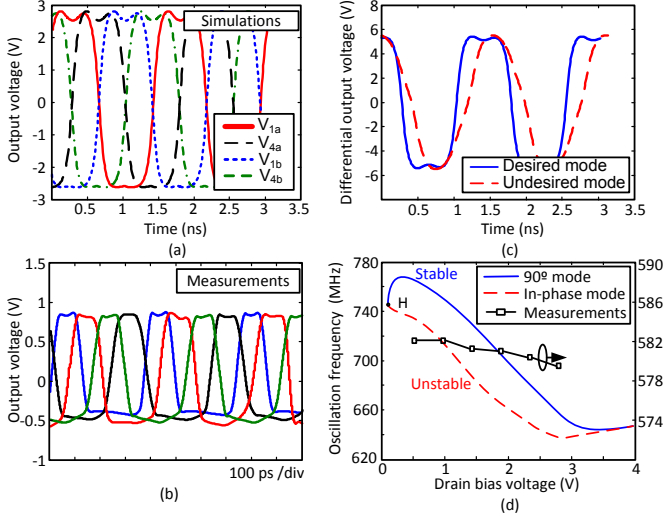 Simulations
Output voltage (V)
3
2
1
0
-1
-2
-3
0.5
1
1.5
2
2.5
3
3.5
V1a
V4a
V1b
V4b
Time (ns)
(a)
Differential output voltage (V)
6
4
2
0
-2
-4
-6
0.5
1
1.5
2
2.5
3
3.5
Desired mode
Undesired mode
Time (ns)
(c)
Measurements
Output voltage (V)
1.5
1
0.5
0
-0.5
-1
100 ps /div
(b)
Oscillation frequency (MHz)
780
740
700
660
620
0
1
2
3
4
590
586
582
578
574
Stable
H
Unstable
90º mode
In-phase mode
Measurements
Drain bias voltage (V)
(d)